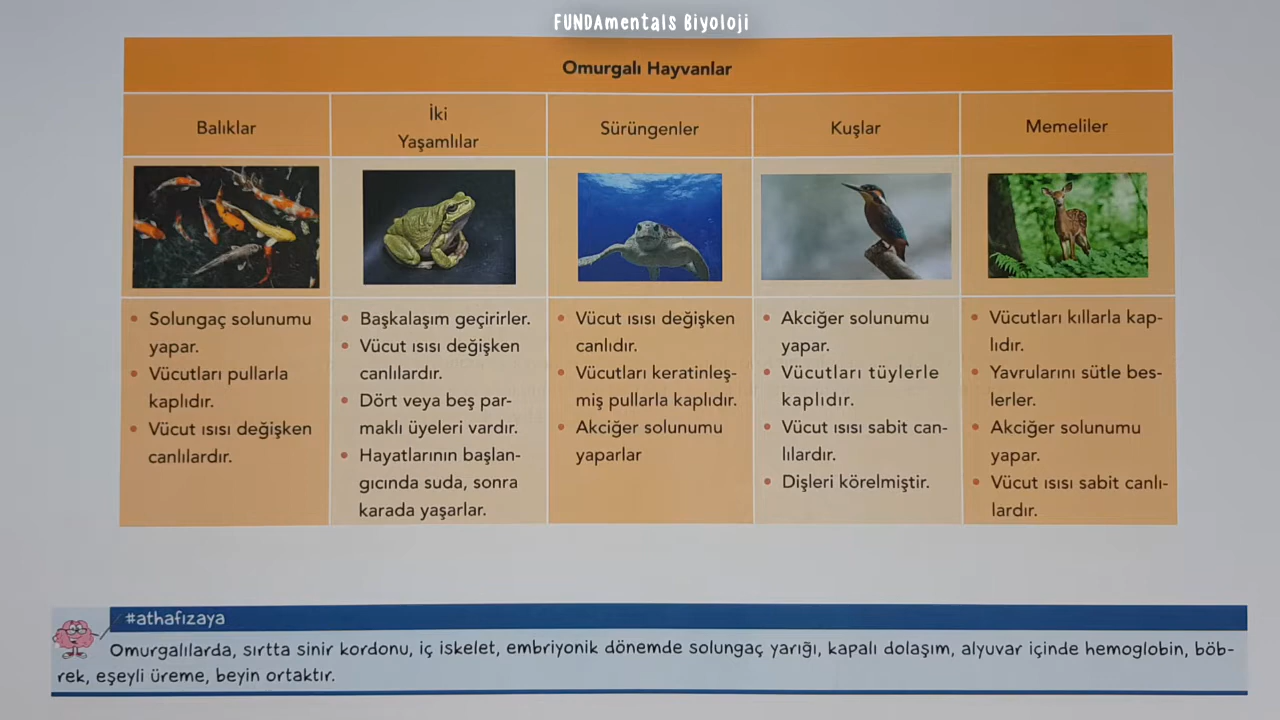 FUNDAmentals Biyoloji
Omurgalı Hayvanlar
Balıklar
İki
Yaşamlılar
Sürüngenler
Kuşlar
Memeliler
• Solungaç solunumu
yapar.
• Vücutları pullarla
kaplıdır.
• Vücut ısısı değişken
canlılardır.
• Başkalaşım geçirirler.
• Vücut ısısı değişken
canlılardır.
• Dört veya beş par-
maklı üyeleri vardır.
• Hayatlarının başlan-
gıcında suda, sonra
karada yaşarlar.
• Vücut ısısı değişken
canlıdır.
• Vücutları keratinleş-
miş pullarla kaplıdır.
• Akciğer solunumu
yaparlar
• Akciğer solunumu
yapar.
• Vücutları tüylerle
kaplıdır.
• Vücut ısısı sabit can-
lılardır.
• Dişleri körelmiştir.
• Vücutları kıllarla kap-
lıdır.
• Yavrularını sütle bes-
lerler.
• Akciğer solunumu
yapar.
• Vücut ısısı sabit canlı-
lardır.
#athafızaya
Omurgalılarda, sırtta sinir kordonu, iç iskelet, embriyonik dönemde solungaç yarığı, kapalı dolaşım, alyuvar içinde hemoglobin, böb-
rek, eşeyli üreme, beyin ortaktır.